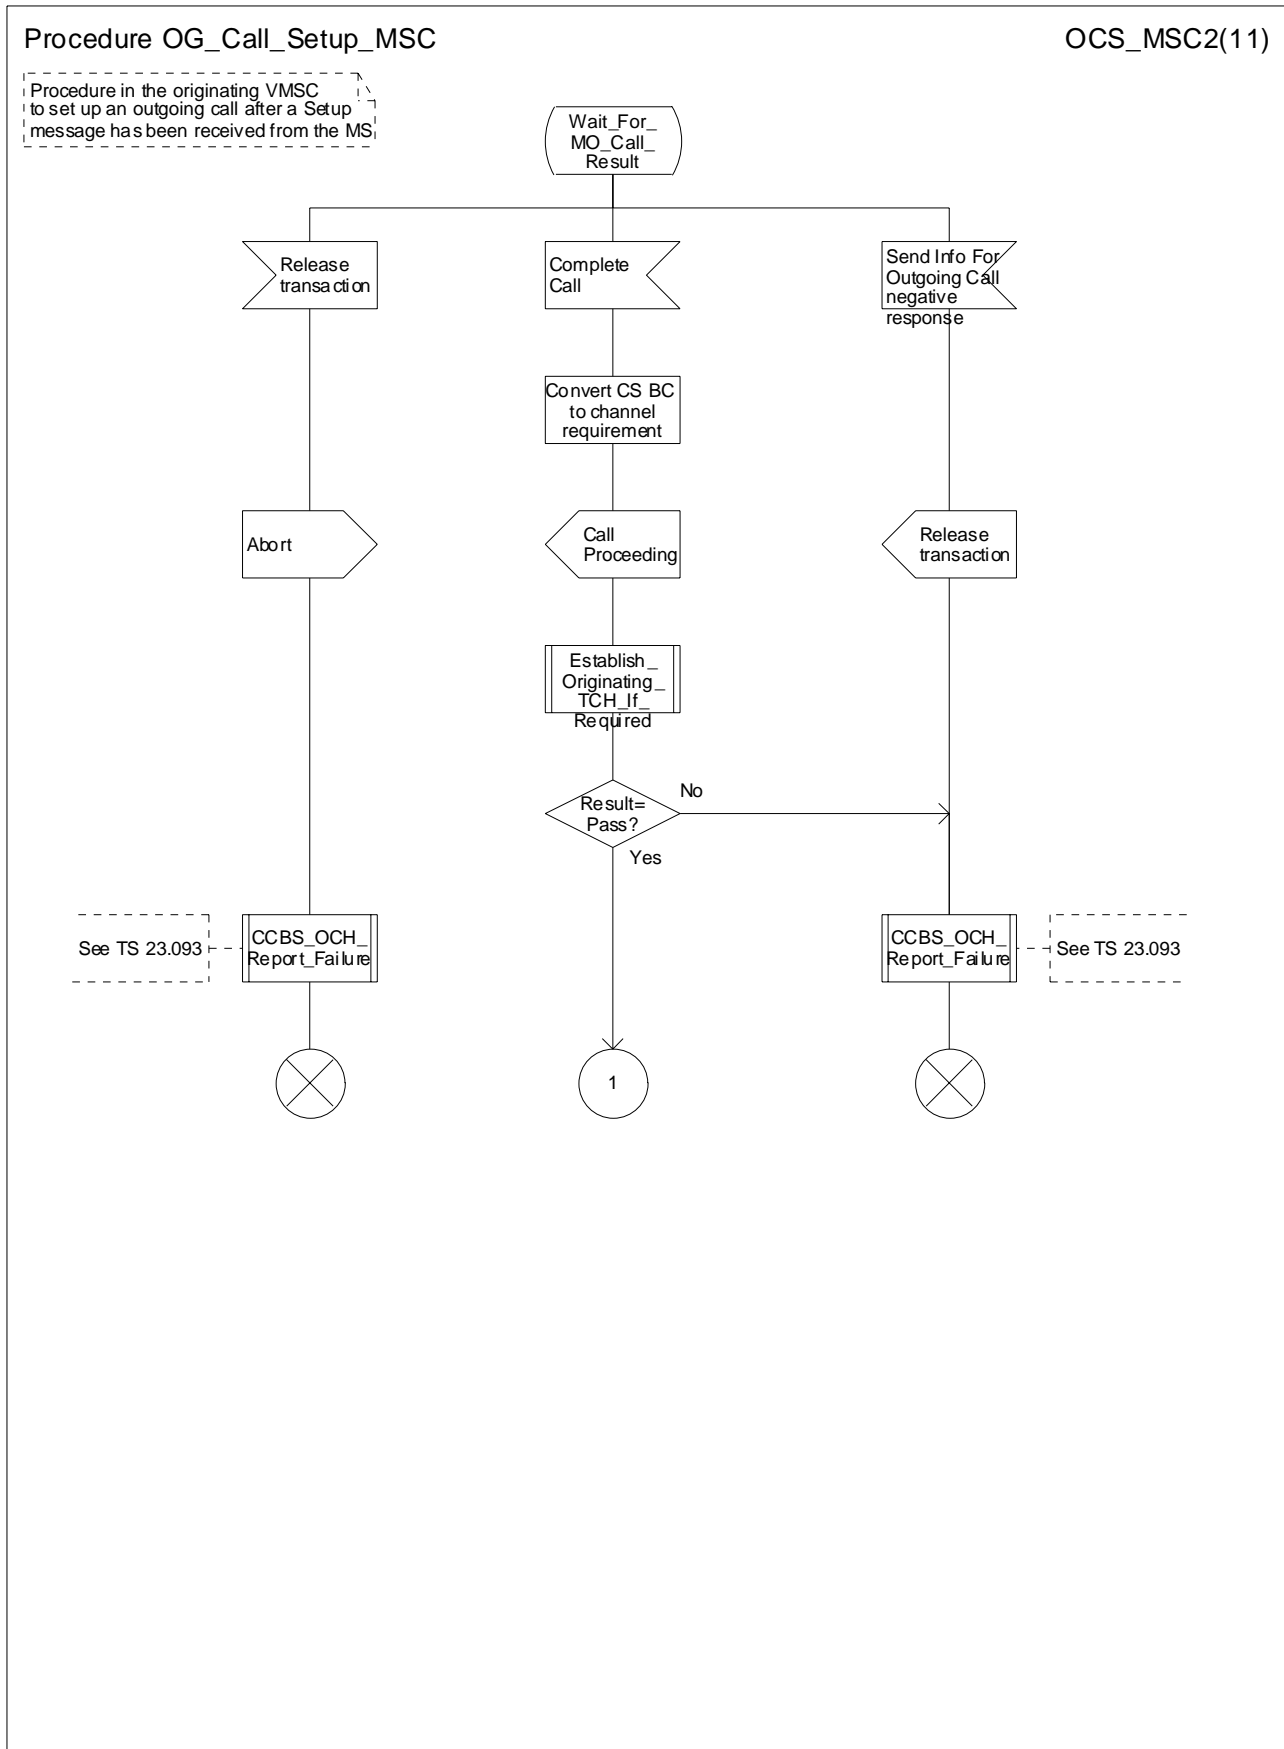 Procedure OG_Call_Setup_MSC
OCS_MSC2(11)
Procedure in the originating VMSC
to set up an outgoing call after a Setup
message has been received from the MS
Wait_For_
MO_Call_
Result
Release
transaction
Complete
Call
Send Info For
Outgoing Call
negative
response
Convert CS BC
to channel
requirement
Abort
Call
Proceeding
Release
transaction
Establish_
Originating_
TCH_If_
Required
Result=
Pass?
No
Yes
See TS 23.093
CCBS_OCH_
Report_Failure
CCBS_OCH_
Report_Failure
See TS 23.093
1